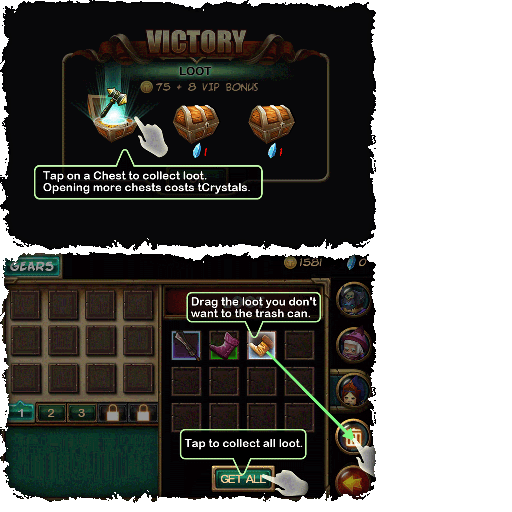 VICTORY
LOOT
75 + 8 VIP BONUS
Tap on a Chest to collect loot.
Opening more chests costs tCrystals.
GEARS
1581
0
Drag the loot you don't
want to the trash can.
1 2 3
Tap to collect all loot.
GET ALL